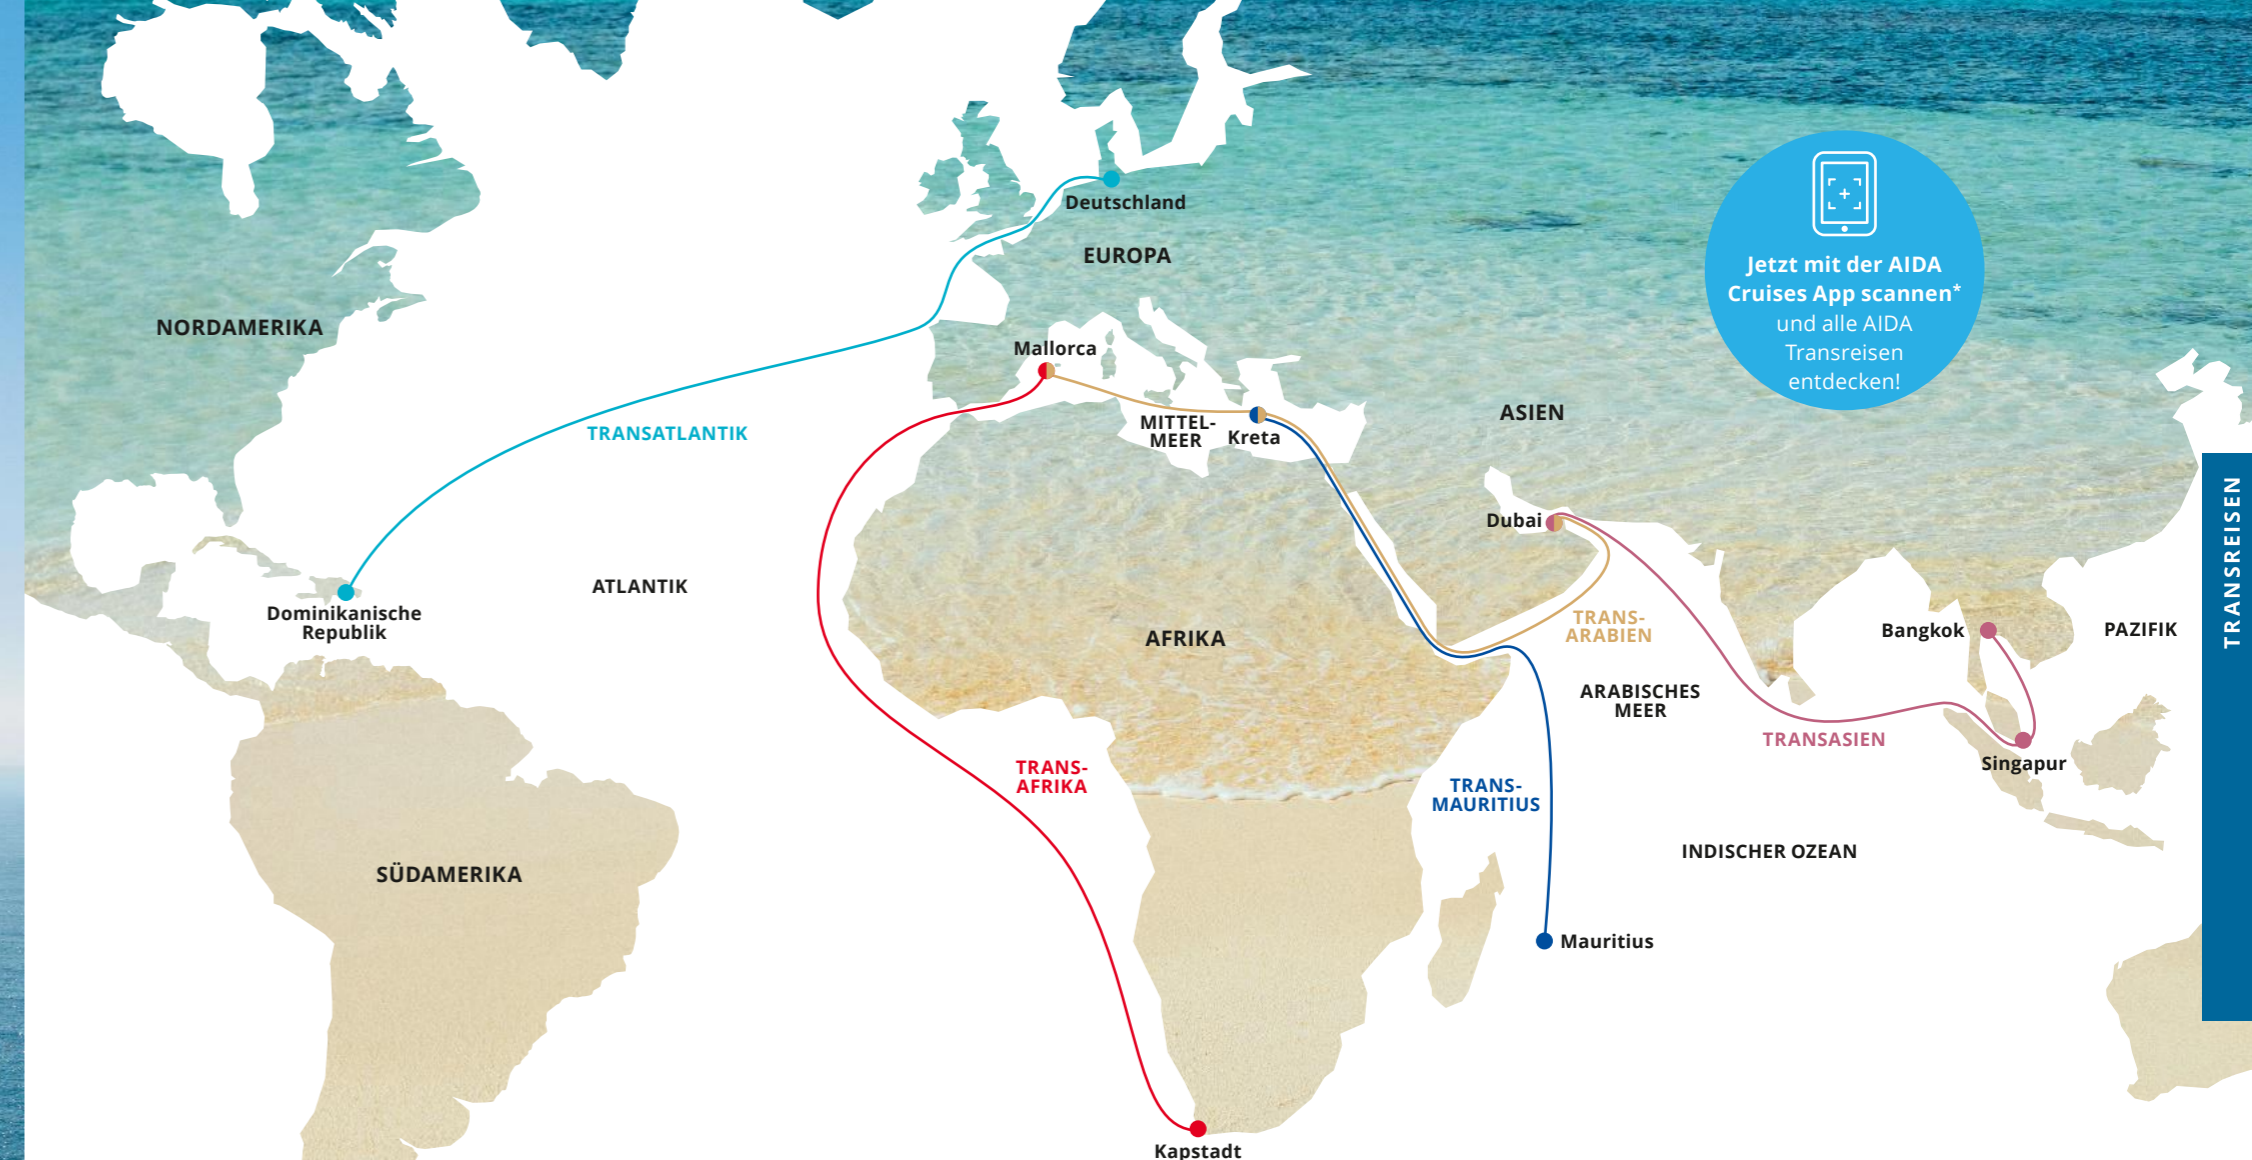 Deutschland
EUROPA
Jetzt mit der AIDA
Cruises App scannen*
und alle AIDA
Transreisen
entdecken!
NORDAMERIKA
Mallorca
ASIEN
MITTEL-
MEER
Kreta
TRANSATLANTIK
TRANSREISEN
Dubai
ATLANTIK
Dominikanische
Republik
AFRIKA
TRANS-
ARABIEN
Bangkok
PAZIFIK
ARABISCHES
MEER
TRANSASIEN
Singapur
TRANS-
AFRIKA
TRANS-
MAURITIUS
INDISCHER OZEAN
SÜDAMERIKA
Mauritius
Kapstadt